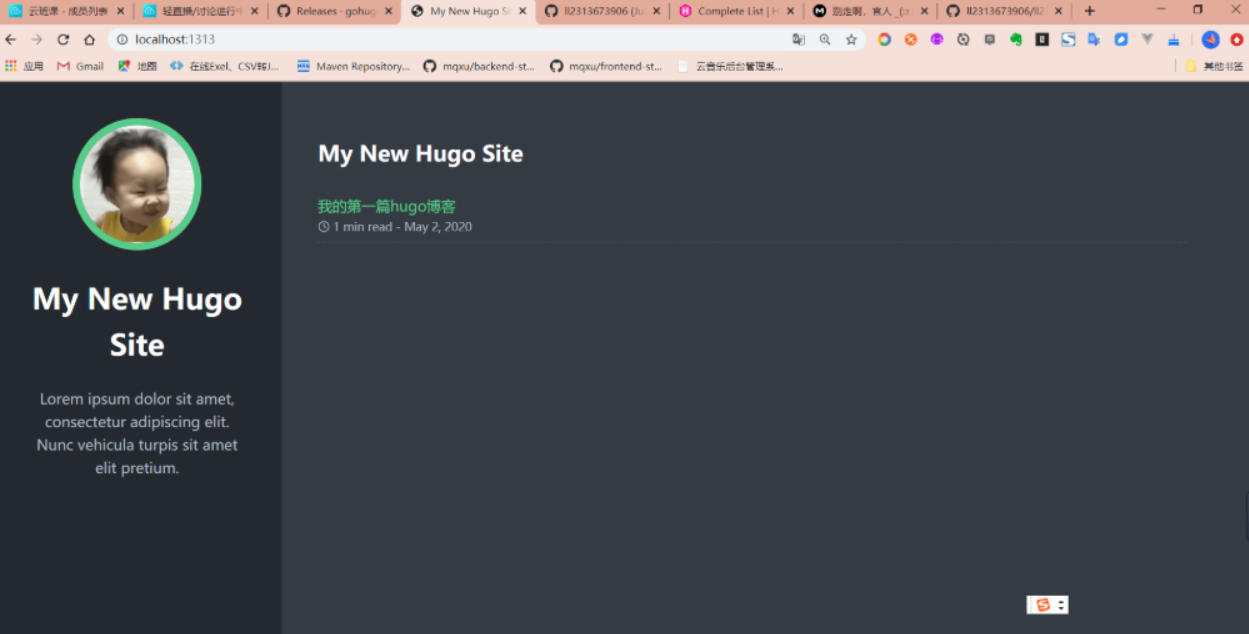 云班课 - 成员列表
轻直播/讨论进行中
Releases · gohug
My New Hugo Si
ll2313673906 (Ju
Complete List | H
别走啊，官人_(:з
ll2313673906/ll2
localhost:1313
应用
Gmail
地图
在线Exel、CSV转J...
Maven Repository...
mqxu/backend-st...
mqxu/frontend-st...
云音乐后台管理系...
其他书签
My New Hugo
Site
Lorem ipsum dolor sit amet,
consectetur adipiscing elit.
Nunc vehicula turpis sit amet
elit pretium.
My New Hugo Site
我的第一篇hugo博客
1 min read - May 2, 2020